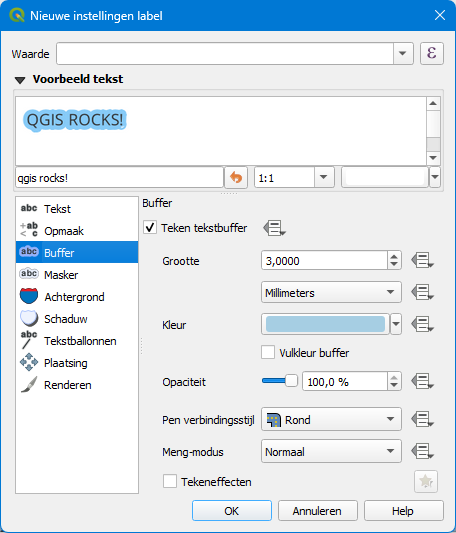 Nieuwe instellingen label
Waarde
ε
Voorbeeld tekst
QGIS ROCKS!
qgis rocks!
1:1
Tekst
Opmaak
Buffer
Masker
Achtergrond
Schaduw
Tekstballonnen
Plaatsing
Renderen
Buffer
Teken tekstbuffer
Grootte
3,0000
Millimeters
Kleur
Vulkleur buffer
Opaciteit
100,0 %
Pen verbindingsstijl
Rond
Meng-modus
Normaal
Tekeneffecten
OK
Annuleren
Help